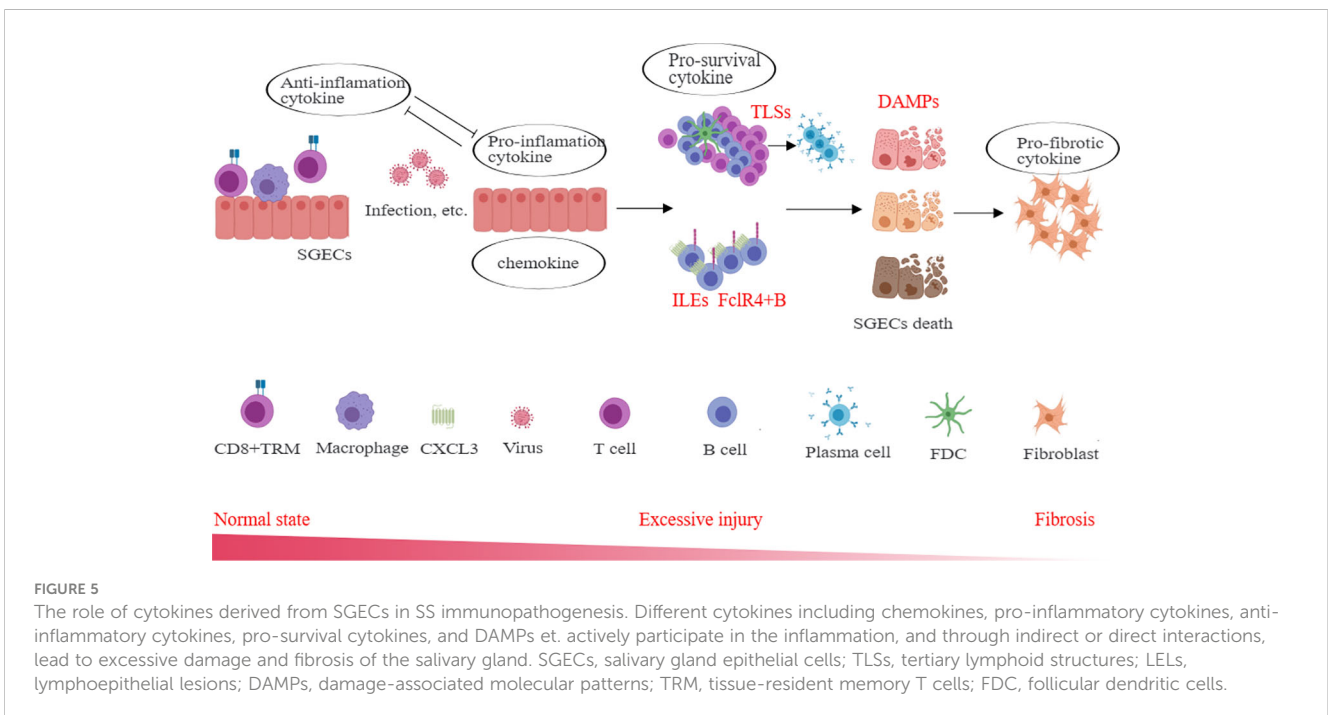 Anti-inflamation
cytokine
Pro-inflamation
cytokine
Infection, etc.
SGECs
chemokine
Pro-survival
cytokine
TLSs
ILEs FclR4+B
DAMPs
SGECs death
Pro-fibrotic
cytokine
CD8+TRM Macrophage CXCL3 Virus T cell B cell Plasma cell FDC Fibroblast
Normal state Excessive injury Fibrosis
FIGURE 5
The role of cytokines derived from SGECs in SS immunopathogenesis. Different cytokines including chemokines, pro-inflammatory cytokines, anti-
inflammatory cytokines, pro-survival cytokines, and DAMPs et. actively participate in the inflammation, and through indirect or direct interactions,
lead to excessive damage and fibrosis of the salivary gland. SGECs, salivary gland epithelial cells; TLSs, tertiary lymphoid structures; LELs,
lymphoepithelial lesions; DAMPs, damage-associated molecular patterns; TRM, tissue-resident memory T cells; FDC, follicular dendritic cells.